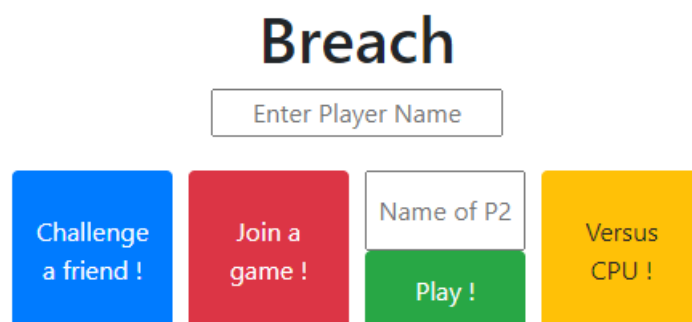 Breach
Enter Player Name
Challenge
a friend !
Join a
game !
Name of P2
Play !
Versus
CPU !